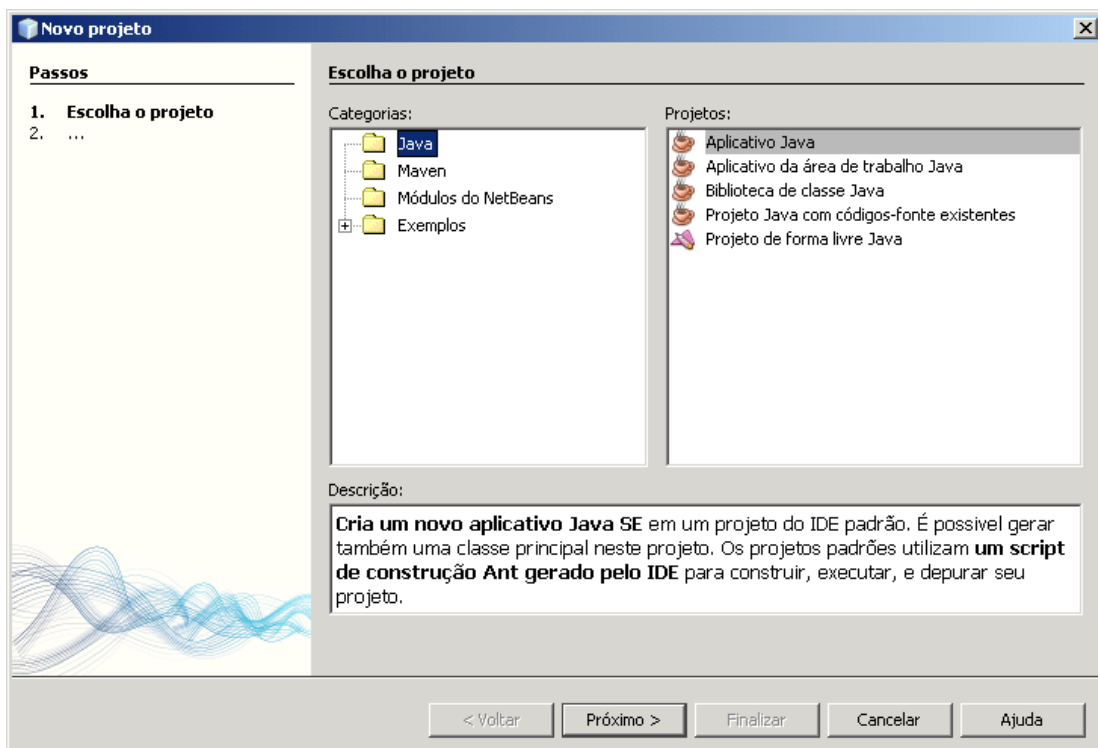 Novo projeto
Passos
1. Escolha o projeto
2. ...
Escolha o projeto
Categorias:
Java
Maven
Módulos do NetBeans
Exemplos
Projetos:
Aplicativo Java
Aplicativo da área de trabalho Java
Biblioteca de classe Java
Projeto Java com códigos-fonte existentes
Projeto de forma livre Java
Descrição:
Cria um novo aplicativo Java SE em um projeto do IDE padrão. É possivel gerar
também uma classe principal neste projeto. Os projetos padrões utilizam um script
de construção Ant gerado pelo IDE para construir, executar, e depurar seu
projeto.
< Voltar
Próximo >
Finalizar
Cancelar
Ajuda